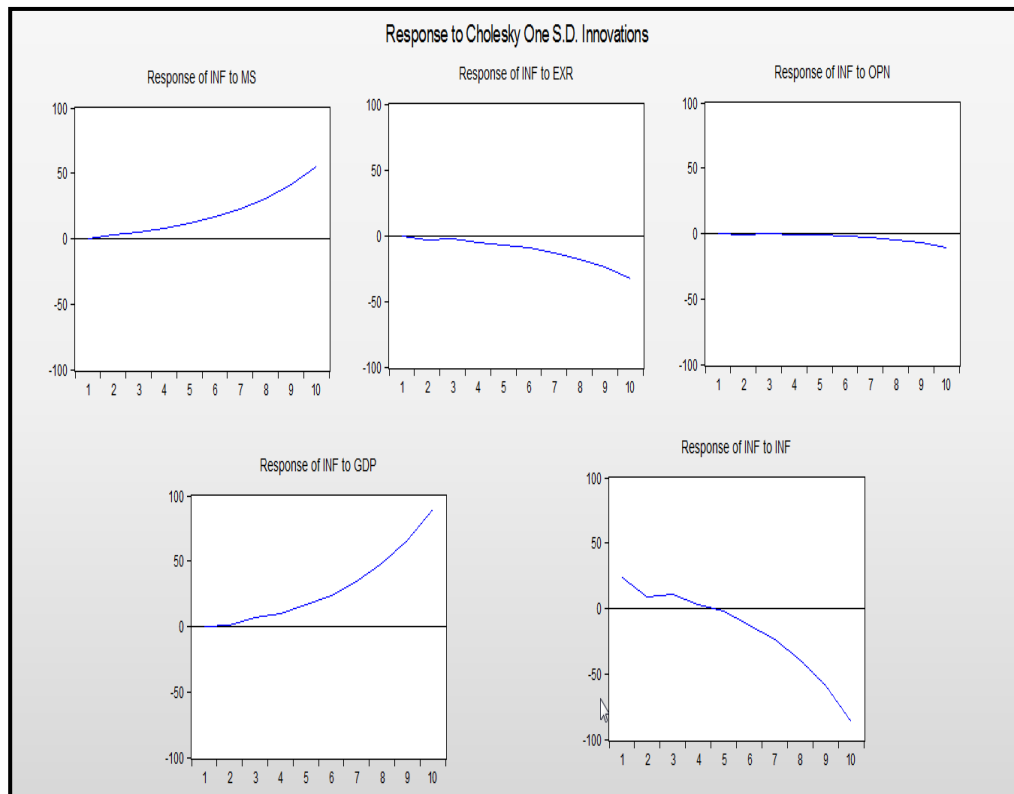 Response to Cholesky One S.D. Innovations
Response of INF to MS
100
50
0
-50
-100
1 2 3 4 5 6 7 8 9 10
Response of INF to EXR
100
50
0
-50
-100
1 2 3 4 5 6 7 8 9 10
Response of INF to OPN
100
50
0
-50
-100
1 2 3 4 5 6 7 8 9 10
Response of INF to GDP
100
50
0
-50
-100
1 2 3 4 5 6 7 8 9 10
Response of INF to INF
100
50
0
-50
-100
1 2 3 4 5 6 7 8 9 10